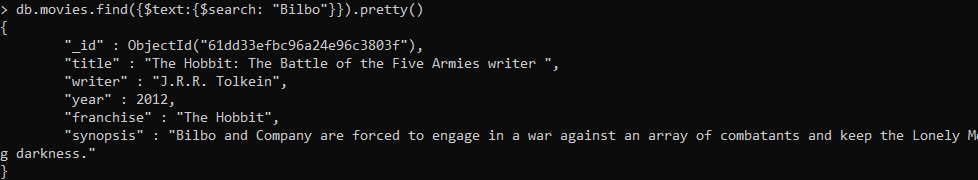 > db.movies.find({$text:{$search: "Bilbo"}}).pretty()
{
        "_id" : ObjectId("61dd33efbc96a24e96c3803f"),
        "title" : "The Hobbit: The Battle of the Five Armies writer ",
        "writer" : "J.R.R. Tolkein",
        "year" : 2012,
        "franchise" : "The Hobbit",
        "synopsis" : "Bilbo and Company are forced to engage in a war against an array of combatants and keep the Lonely
g darkness."
}